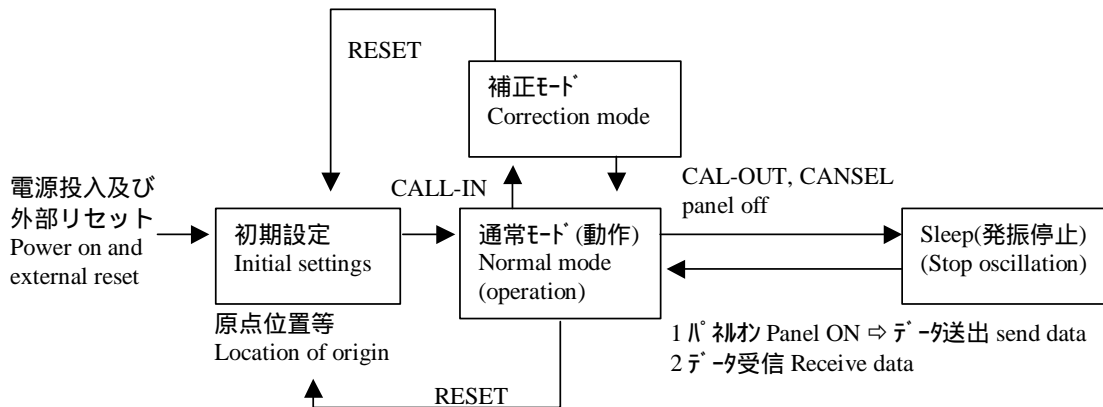 RESET
補正ﾓｰﾄﾞ
Correction mode
電源投入及び
外部リセット
Power on and
external reset
CALL-IN
CAL-OUT, CANSEL
panel off
初期設定
Initial settings
通常ﾓｰﾄﾞ(動作)
Normal mode
(operation)
Sleep(発振停止)
(Stop oscillation)
原点位置等
Location of origin
1 ﾊﾟﾈﾙｵﾝ Panel ON ⇨ ﾃﾞｰﾀ送出 send data
2 ﾃﾞｰﾀ受信 Receive data
RESET